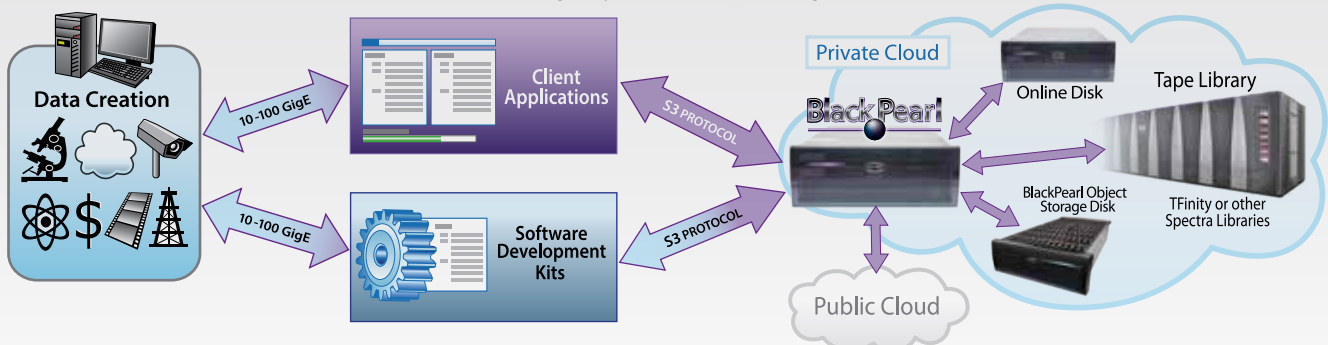 Data Creation
10-100 GigE
10-100 GigE
Client
Applications
Software
Development
Kits
S3 PROTOCOL
S3 PROTOCOL
Private Cloud
BlackPearl
Online Disk
Tape Library
TFinity or other
Spectra Libraries
BlackPearl Object
Storage Disk
Public Cloud